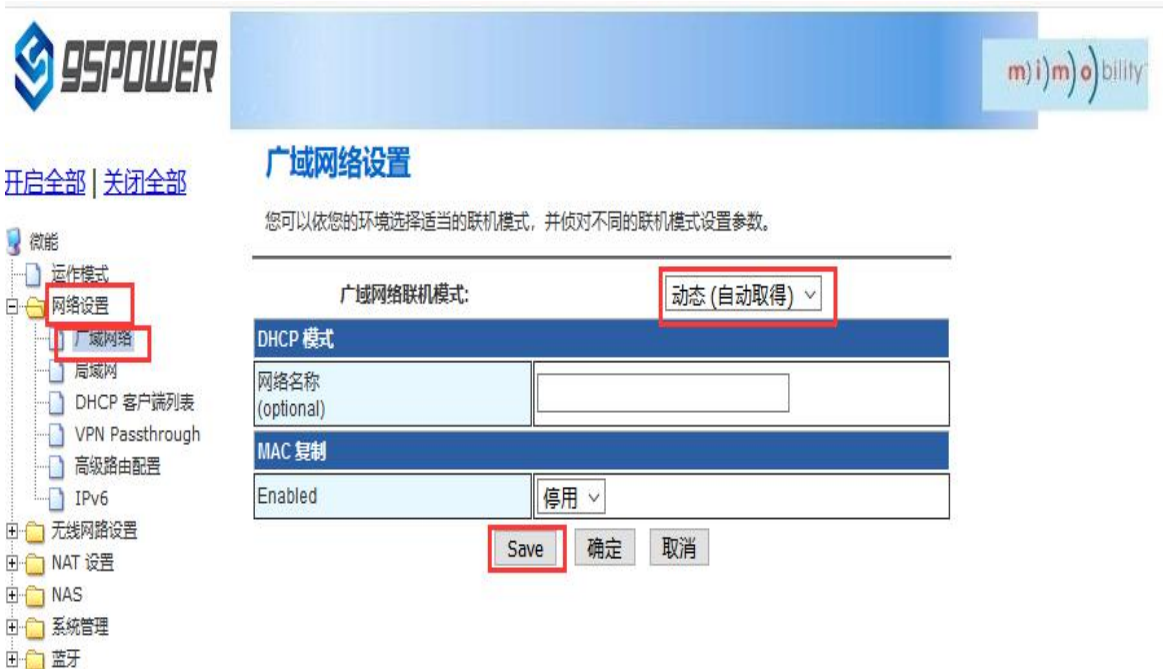 95POWER
m)i)m)o)bility
开启全部 | 关闭全部
微能
运作模式
网络设置
广域网络
局域网
DHCP 客户端列表
VPN Passthrough
高级路由配置
IPv6
无线网路设置
NAT 设置
NAS
系統管理
蓝牙
广域网络设置
您可以依您的环境选择适当的联机模式，并侦对不同的联机模式设置参数。
广域网络联机模式: 动态 (自动取得)
DHCP 模式
网络名称
(optional)
MAC 复制
Enabled 停用
Save 确定 取消